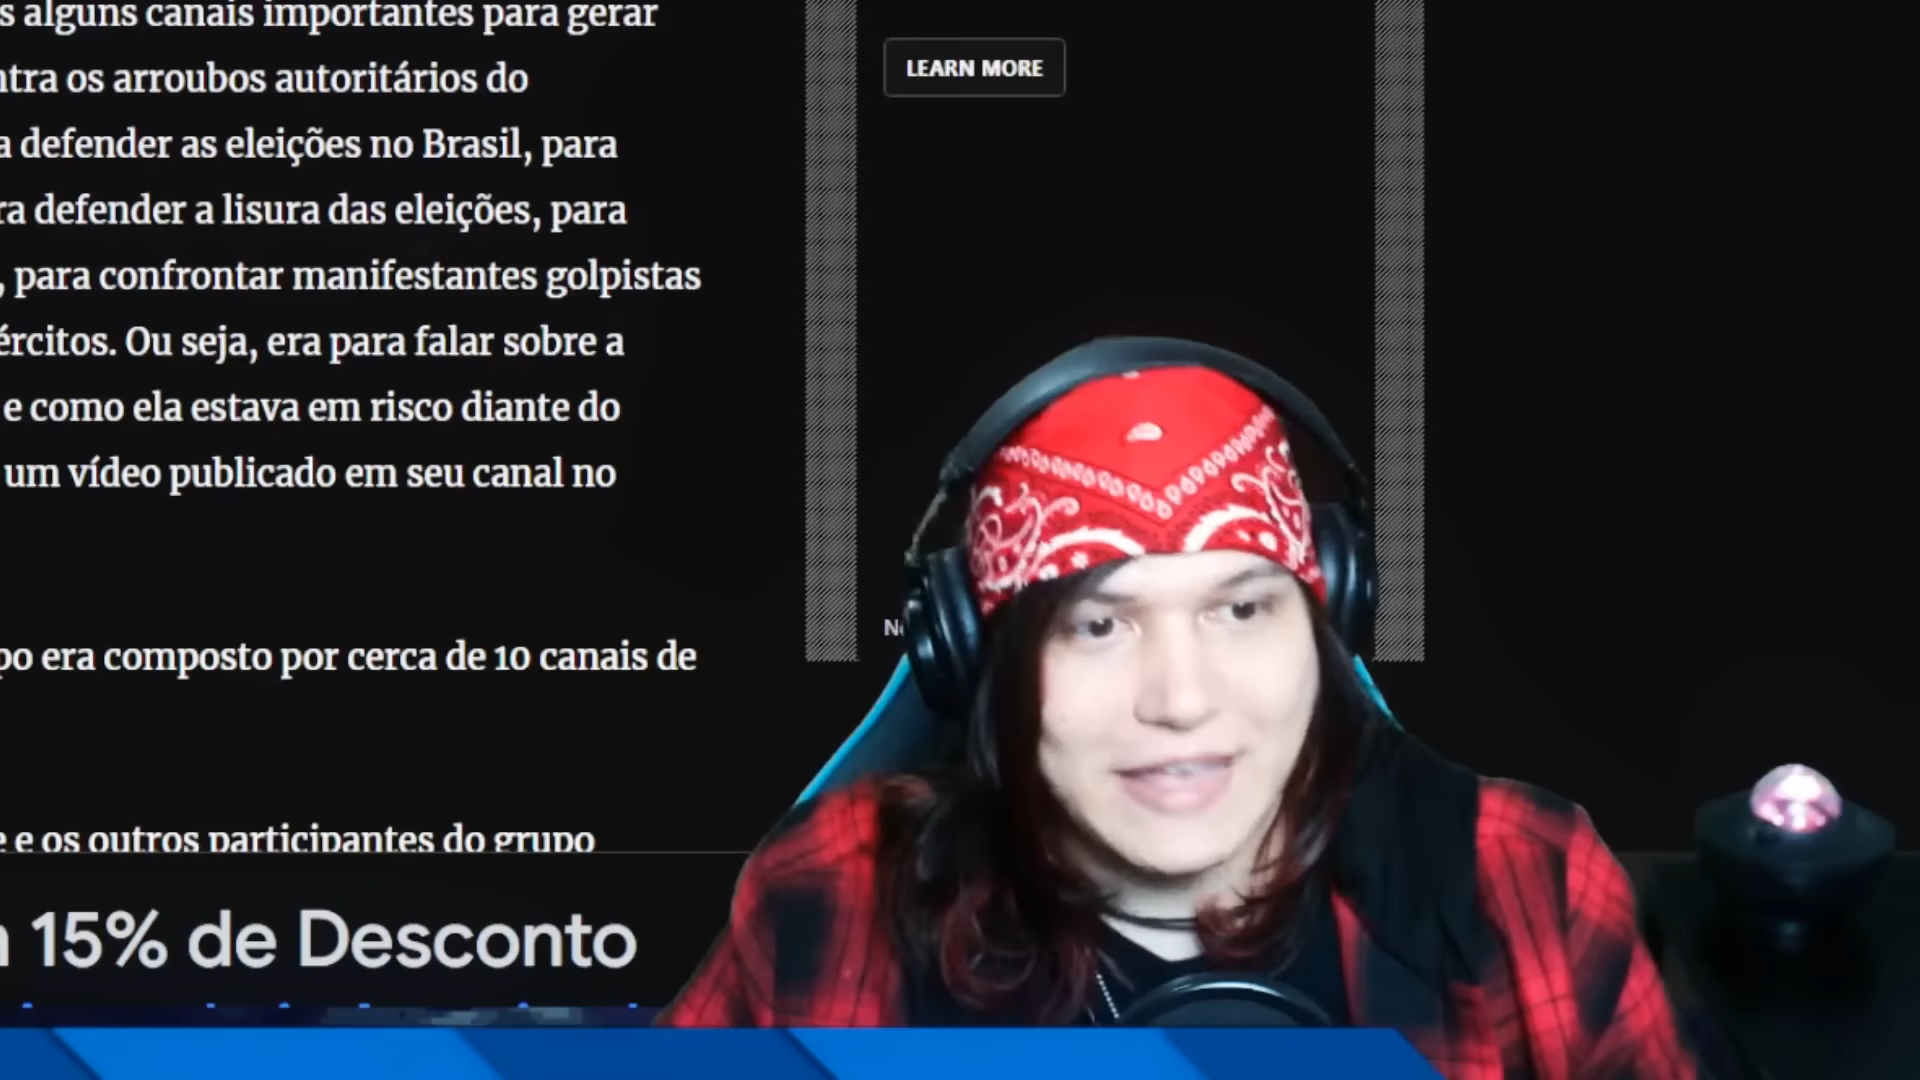 s alguns canais importantes para gerar
LEARN MORE
ntra os arroubos autoritários do
a defender as eleições no Brasil, para
ra defender a lisura das eleições, para
, para confrontar manifestantes golpistas
ércitos. Ou seja, era para falar sobre a
e como ela estava em risco diante do
um vídeo publicado em seu canal no
po era composto por cerca de 10 canais de
e e os outros participantes do grupo
15% de Desconto